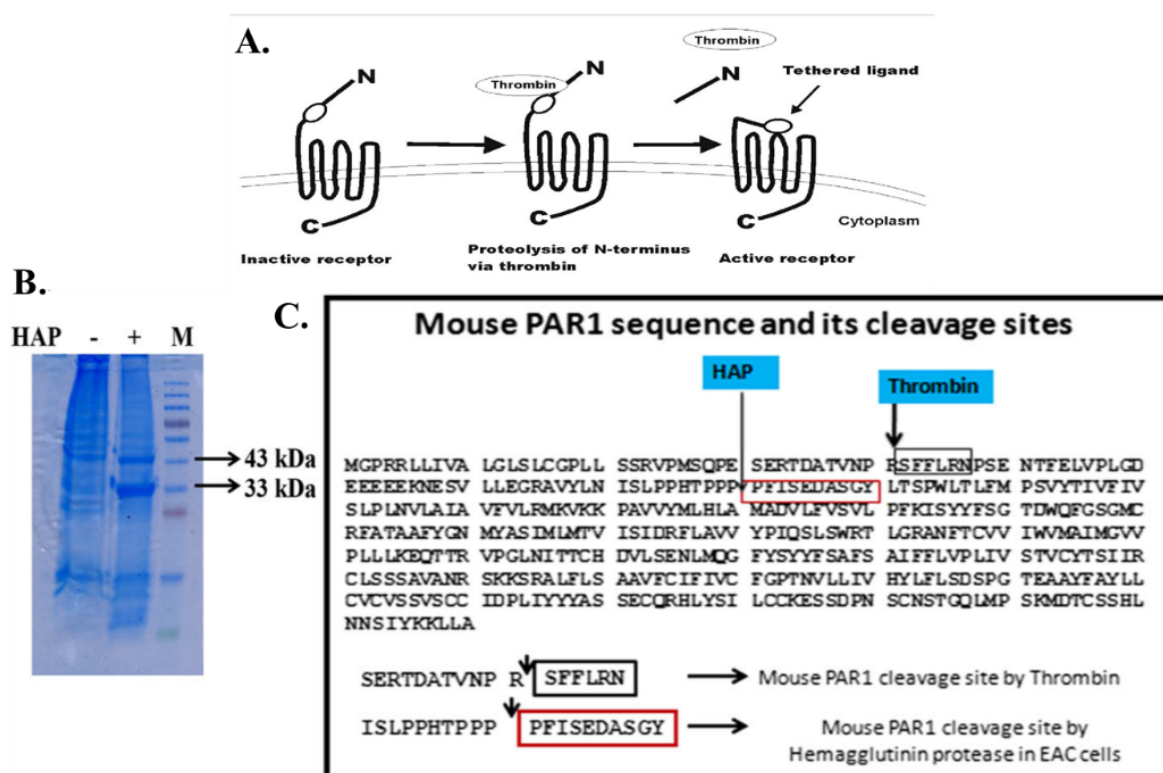 A.
Thrombin
N
Thrombin
N
N
Tethered ligand
C
C
C
Cytoplasm
Inactive receptor
Proteolysis of N-terminus
via thrombin
Active receptor
B.
HAP - + M
43 kDa
33 kDa
C.
Mouse PAR1 sequence and its cleavage sites
HAP
Thrombin
MGPRRLLIVA LGLSLCGPLL SSRVPMSQPE SERTDATVNP RSFFLRNPSE NTFELVPLGD
EEEEEKNESV LLEGRAVYLN ISLPPHTPPP PFISEDASGY LTSPWLTLFM PSVYTIVFIV
SLPLNVLAIA VFVLRMKVKK PAVVYMLHLA MADVLFVSVL PFKISYYFSG TDWQFGSGMC
RFATAAFYGN MYASIMLMTV ISIDRFLAVV YPIQSLSWRT LGRANFTCVV IWVMAIMGVV
PLLLKEQTTR VPGLNITTCH DVLSENLMQG FYSYYFSAFS AIFFLVPLIV STVCYTSIIR
CLSSSAVANR SKKSRALFLS AAVFCIFIVC FGPTNVLLIV HYLFLSDSPG TEAAYFAYLL
CVCVSSVSCC IDPLIYYYAS SECQRHLYSI LCCKESSDPN SCNSTGQLMP SKMDTCSSHL
NNSIYKKLLA
SERTDATVNP R SFFLRN Mouse PAR1 cleavage site by Thrombin
ISLPPHTPPP PFISEDASGY Mouse PAR1 cleavage site by
Hemagglutinin protease in EAC cells